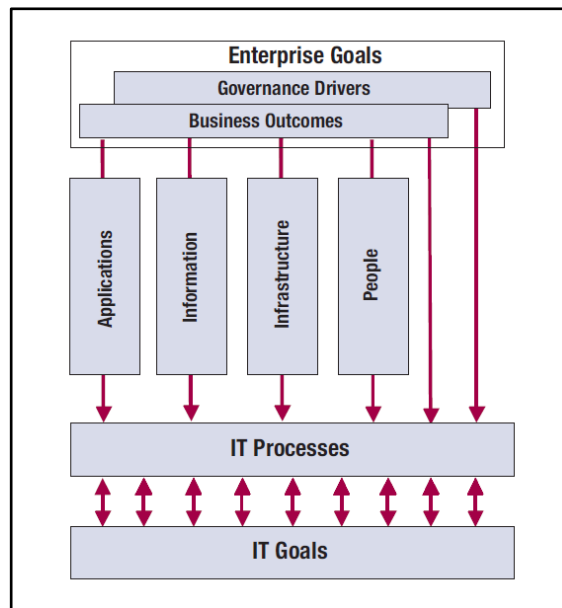 Enterprise Goals
Governance Drivers
Business Outcomes
Applications
Information
Infrastructure
People
IT Processes
IT Goals